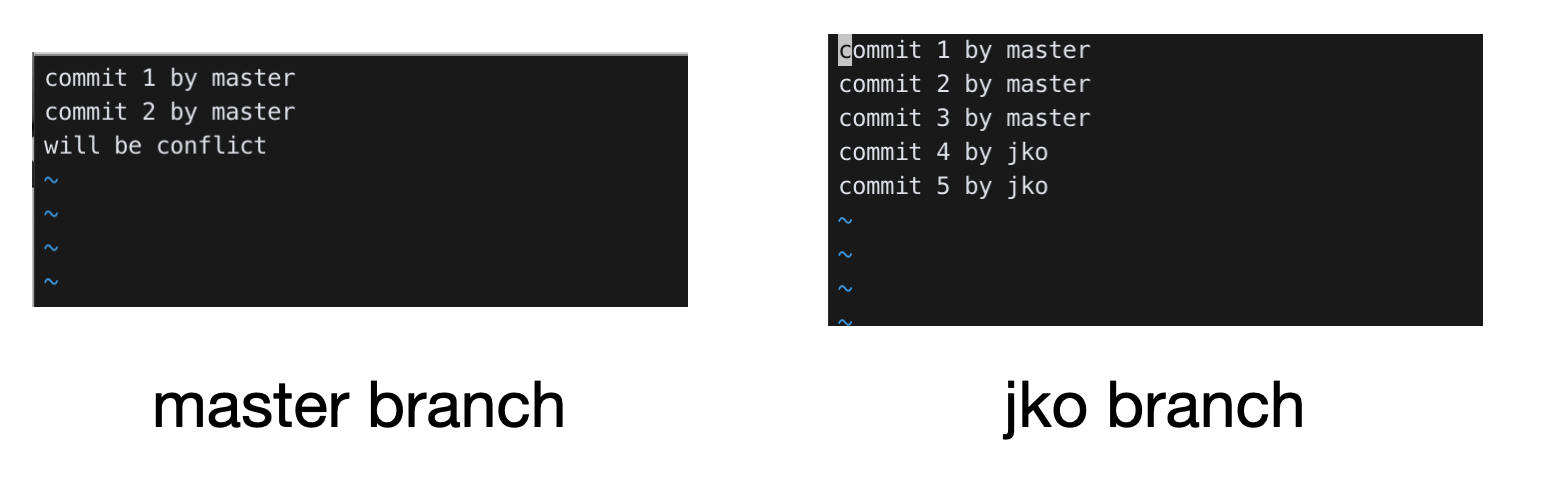 commit 1 by master
commit 2 by master
will be conflict
~
~
~
~
master branch
commit 1 by master
commit 2 by master
commit 3 by master
commit 4 by jko
commit 5 by jko
~
~
~
~
jko branch